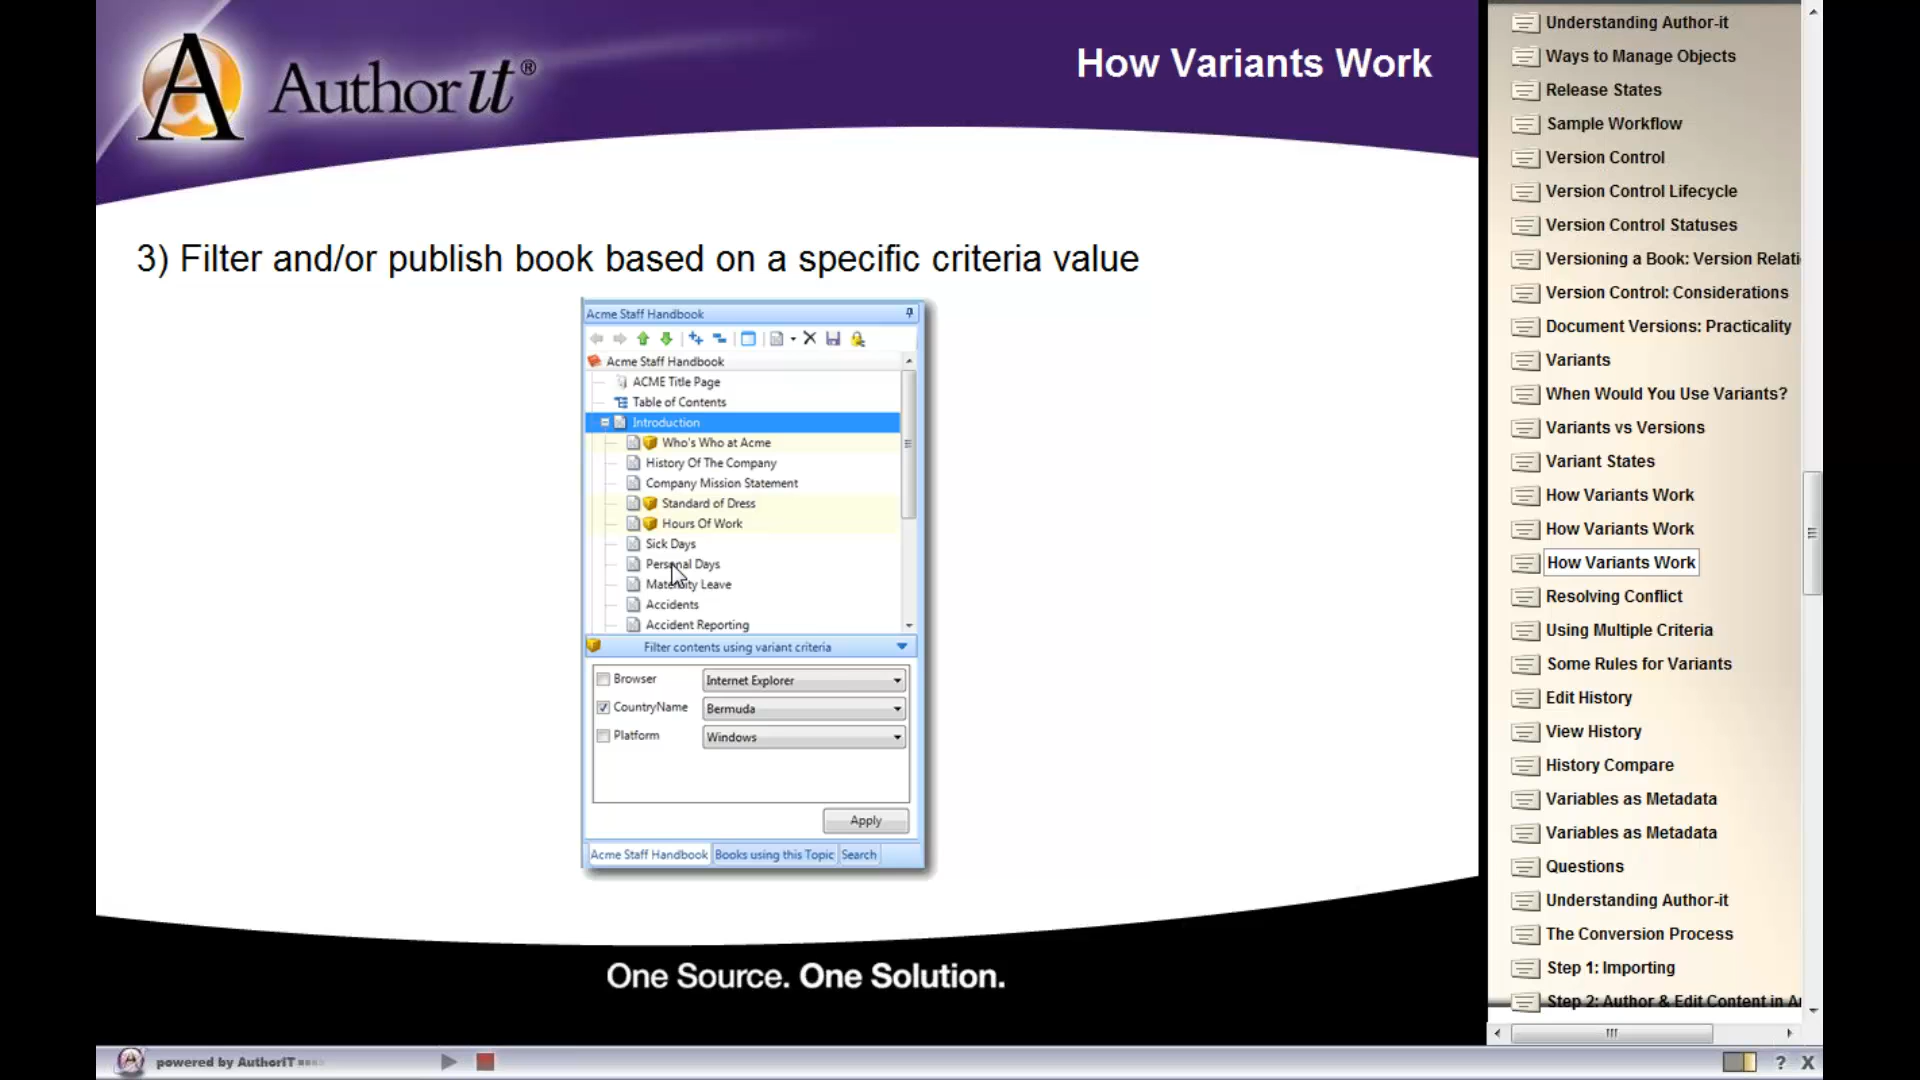 Author it®
How Variants Work
3) Filter and/or publish book based on a specific criteria value
Acme Staff Handbook
Acme Staff Handbook
ACME Title Page
Table of Contents
Introduction
Who's Who at Acme
History Of The Company
Company Mission Statement
Standard of Dress
Hours Of Work
Sick Days
Personal Days
Maternity Leave
Accidents
Accident Reporting
Filter contents using variant criteria
Browser Internet Explorer
CountryName Bermuda
Platform Windows
Apply
Acme Staff Handbook Books using this Topic Search
One Source. One Solution.
powered by AuthorIT
Understanding Author-it
Ways to Manage Objects
Release States
Sample Workflow
Version Control
Version Control Lifecycle
Version Control Statuses
Versioning a Book: Version Relati
Version Control: Considerations
Document Versions: Practicality
Variants
When Would You Use Variants?
Variants vs Versions
Variant States
How Variants Work
How Variants Work
How Variants Work
Resolving Conflict
Using Multiple Criteria
Some Rules for Variants
Edit History
View History
History Compare
Variables as Metadata
Variables as Metadata
Questions
Understanding Author-it
The Conversion Process
Step 1: Importing
Step 2: Author & Edit Content in A
? X